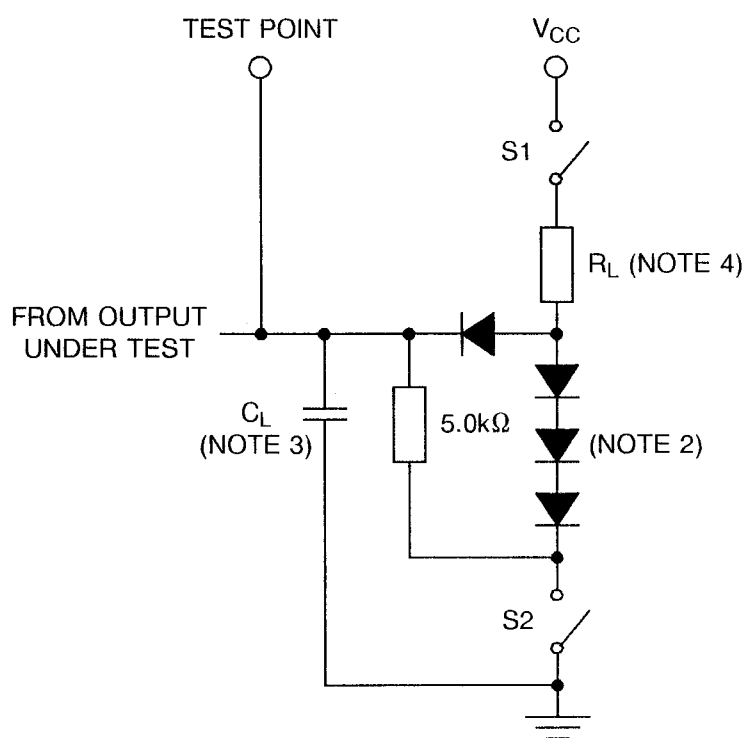 TEST POINT
VCC
S1
RL (NOTE 4)
FROM OUTPUT
UNDER TEST
CL
(NOTE 3)
5.0kΩ
(NOTE 2)
S2